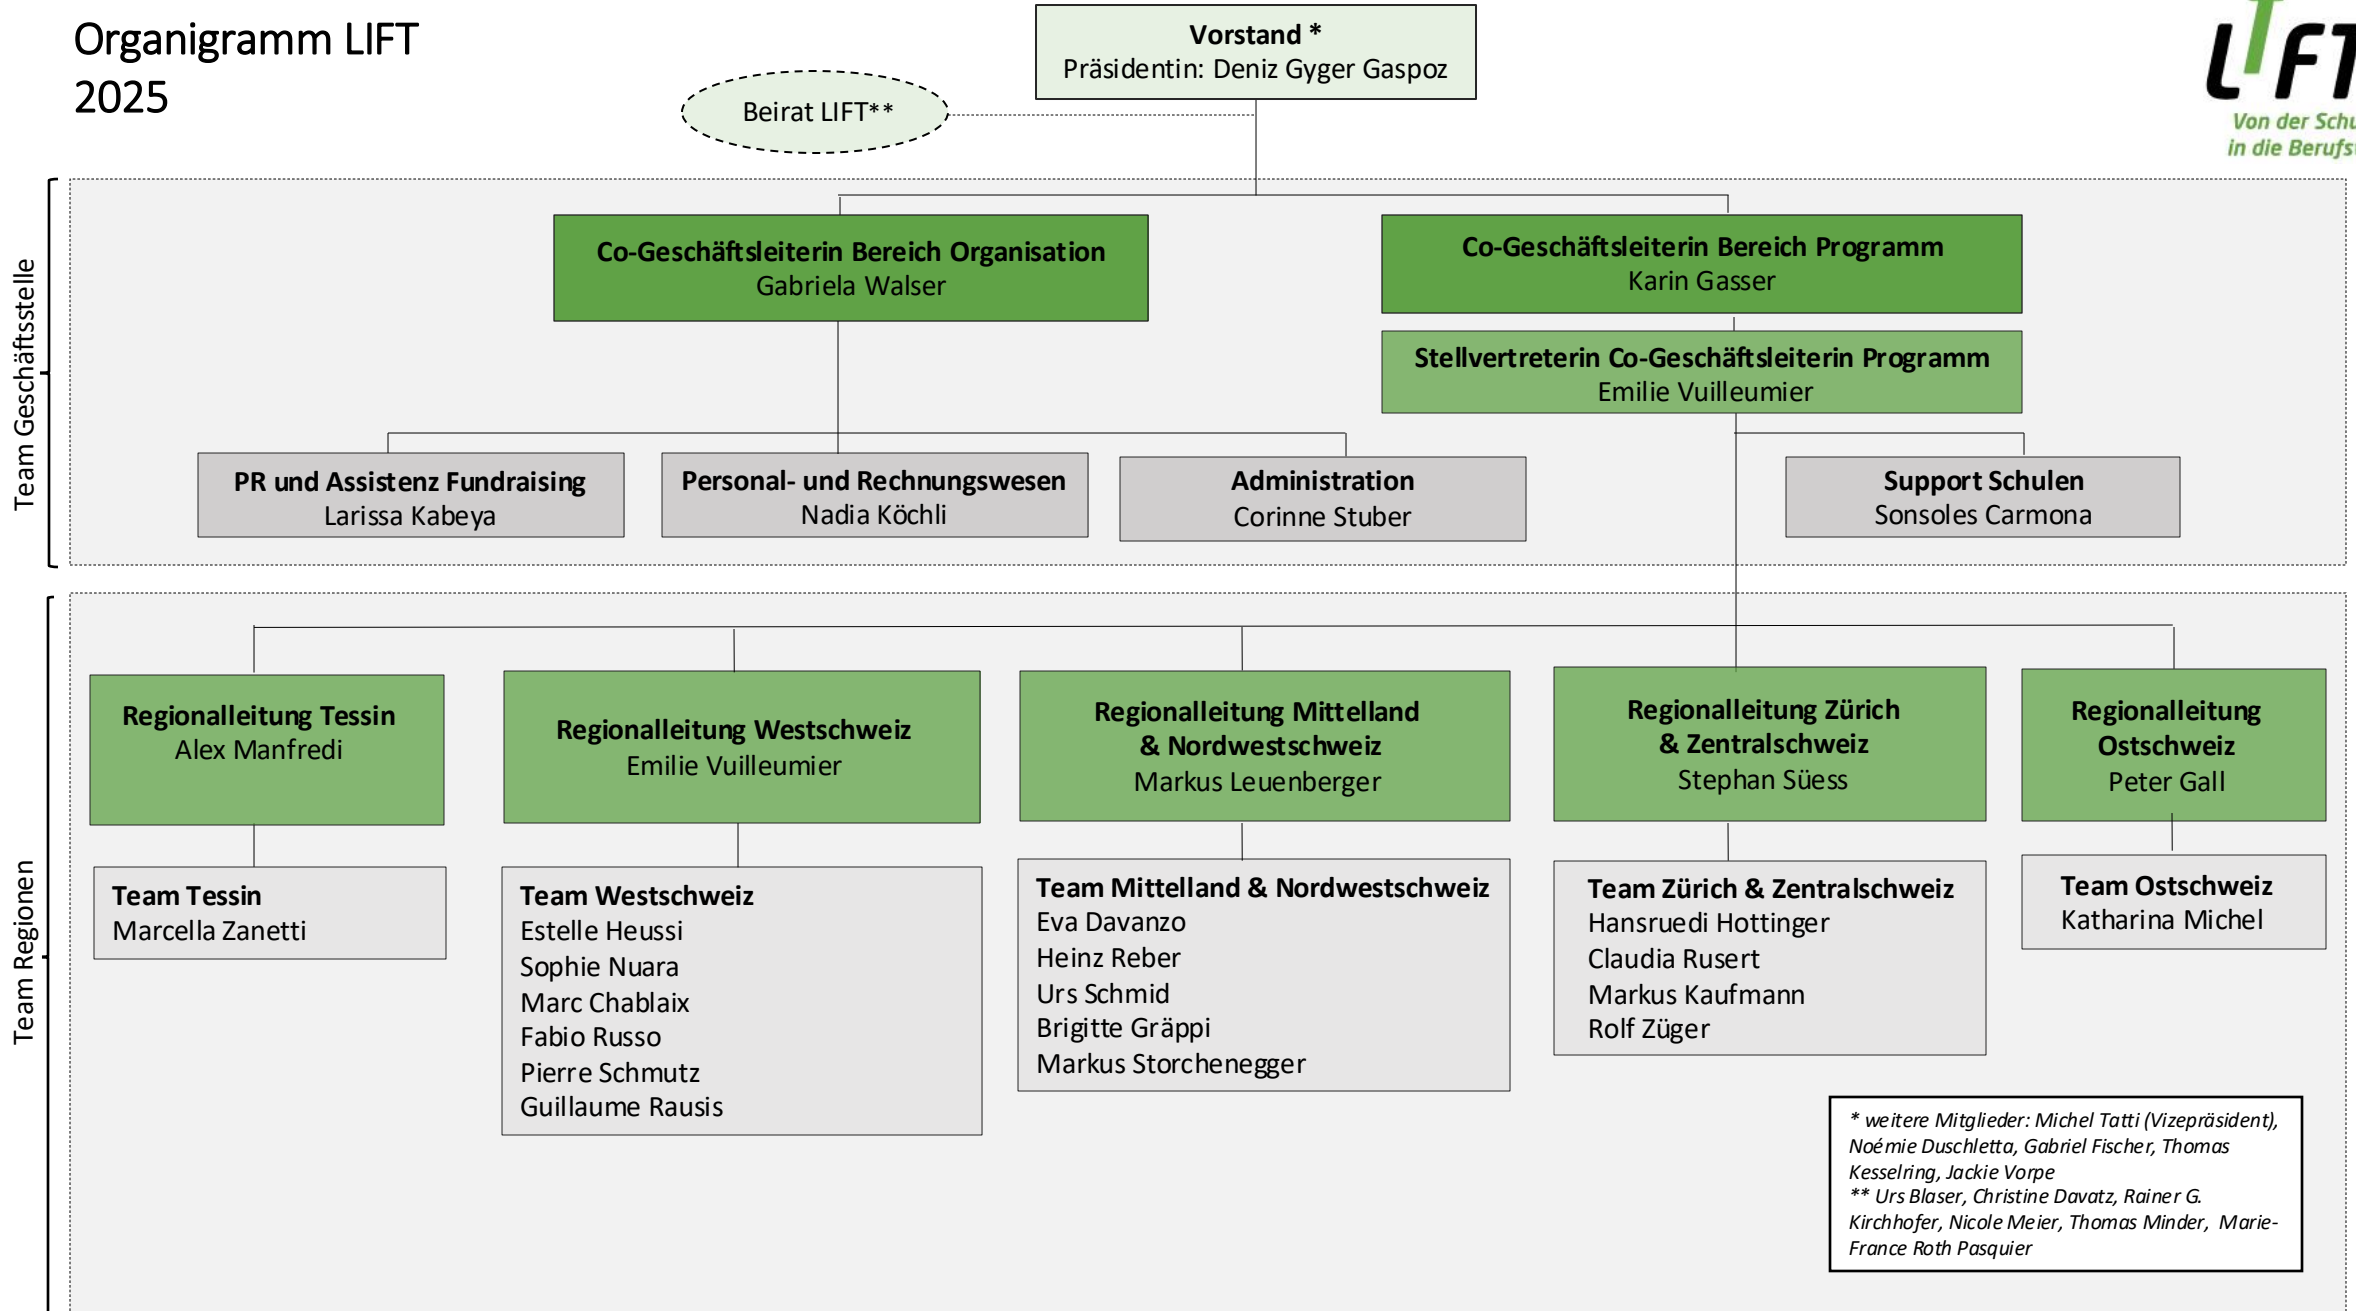 Organigramm LIFT
2025
Vorstand *
Präsidentin: Deniz Gyger Gaspoz
Beirat LIFT**
LIFT
Von der Schu
in die Berufs
Team Geschäftsstelle
Co-Geschäftsleiterin Bereich Organisation
Gabriela Walser
Co-Geschäftsleiterin Bereich Programm
Karin Gasser
Stellvertreterin Co-Geschäftsleiterin Programm
Emilie Vuilleumier
PR und Assistenz Fundraising
Larissa Kabeya
Personal- und Rechnungswesen
Nadia Köchli
Administration
Corinne Stuber
Support Schulen
Sonsoles Carmona
Team Regionen
Regionalleitung Tessin
Alex Manfredi
Regionalleitung Westschweiz
Emilie Vuilleumier
Regionalleitung Mittelland
& Nordwestschweiz
Markus Leuenberger
Regionalleitung Zürich
& Zentralschweiz
Stephan Süess
Regionalleitung
Ostschweiz
Peter Gall
Team Tessin
Marcella Zanetti
Team Westschweiz
Estelle Heussi
Sophie Nuara
Marc Chablaix
Fabio Russo
Pierre Schmutz
Guillaume Rausis
Team Mittelland & Nordwestschweiz
Eva Davanzo
Heinz Reber
Urs Schmid
Brigitte Gräppi
Markus Storchenegger
Team Zürich & Zentralschweiz
Hansruedi Hottinger
Claudia Rusert
Markus Kaufmann
Rolf Züger
Team Ostschweiz
Katharina Michel
* weitere Mitglieder: Michel Tatti (Vizepräsident),
Noémie Duschletta, Gabriel Fischer, Thomas
Kesselring, Jackie Vorpe
** Urs Blaser, Christine Davatz, Rainer G.
Kirchhofer, Nicole Meier, Thomas Minder, Marie-
France Roth Pasquier